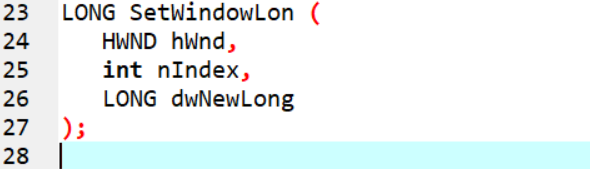 23 LONG SetWindowLon (
24 HWND hWnd,
25 int nIndex,
26 LONG dwNewLong
27 );
28